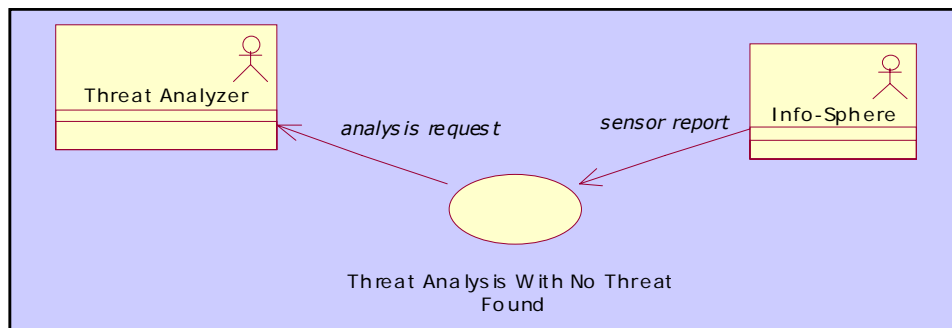 Threat Analyzer
analysis request
sensor report
Info-Sphere
Threat Analysis With No Threat
Found